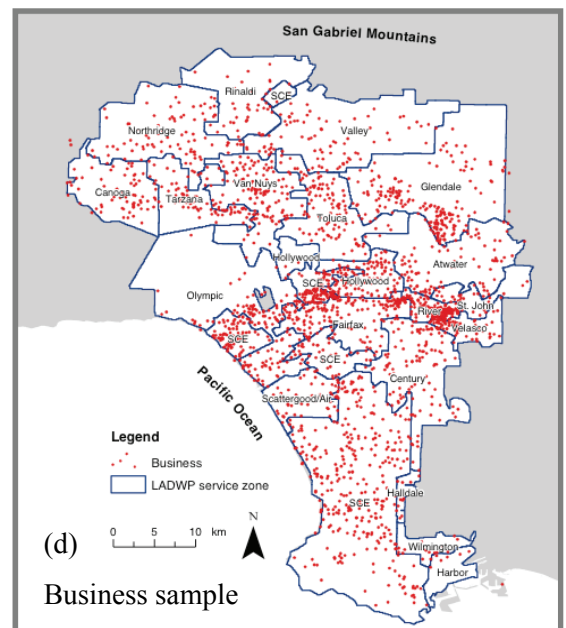 San Gabriel Mountains
Rinaldi
SCE
Northridge
Valley
Canoga
Tarzana
Van Nuys
Glendale
Toluca
Hollywood
Atwater
SCE
Hollywood
Olympic
River
St. John
Velasco
Fairfax
SCE
SCE
Century
Scattergood/Air.
Pacific Ocean
Legend
Business
LADWP service zone
SCE
Halldale
0 5 10 km
N
Wilmington
Harbor
(d)
Business sample